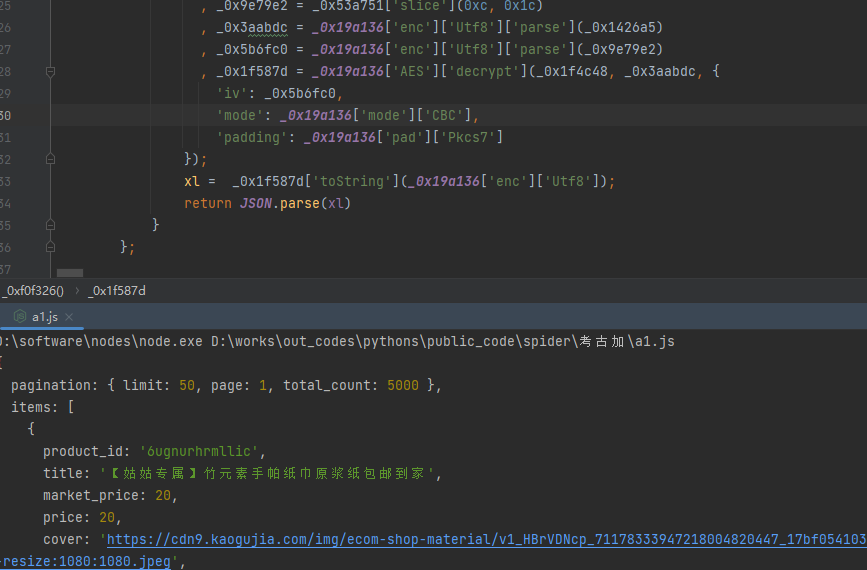 25 , _0x9e79e2 = _0x53a751['slice'](0xc, 0x1c)
26 , _0x3aabdc = _0x19a136['enc']['Utf8']['parse'](_0x1426a5)
27 , _0x5b6fc0 = _0x19a136['enc']['Utf8']['parse'](_0x9e79e2)
28 , _0x1f587d = _0x19a136['AES']['decrypt'](_0x1f4c48, _0x3aabdc, {
29 'iv': _0x5b6fc0,
30 'mode': _0x19a136['mode']['CBC'],
31 'padding': _0x19a136['pad']['Pkcs7']
32 });
33 xl = _0x1f587d['toString'](_0x19a136['enc']['Utf8']);
34 return JSON.parse(xl)
35 }
36 };
37
_0xf0f326() › _0x1f587d
a1.js ×
D:\software\nodes\node.exe D:\works\out_codes\pythons\public_code\spider\考古加\a1.js
{
pagination: { limit: 50, page: 1, total_count: 5000 },
items: [
{
product_id: '6ugnurhrmllic',
title: '【姑姑专属】竹元素手帕纸巾原浆纸包邮到家',
market_price: 20,
price: 20,
cover: 'https://cdn9.kaogujia.com/img/ecom-shop-material/v1_HBrVDNcp_71178333947218004820447_17bf054103
-resize:1080:1080.jpeg',